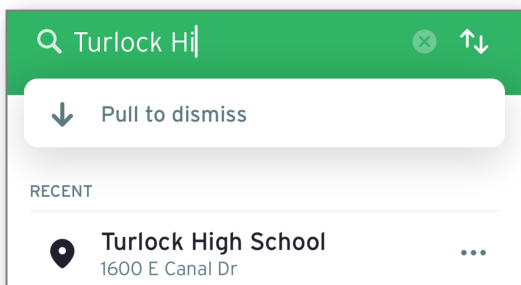 Turlock Hi
Pull to dismiss
RECENT
Turlock High School
1600 E Canal Dr